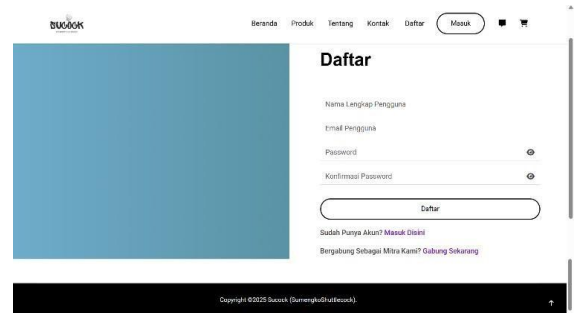 SUCOCK
Beranda Produk Tentang Kontak Daftar Masuk
Daftar
Nama Lengkap Pengguna
Email Pengguna
Password
Konfirmasi Password
Daftar
Sudah Punya Akun? Masuk Disini
Bergabung Sebagai Mitra Kami? Gabung Sekarang
Copyright ©2025 Sucock (SumengkoShuttlecock).